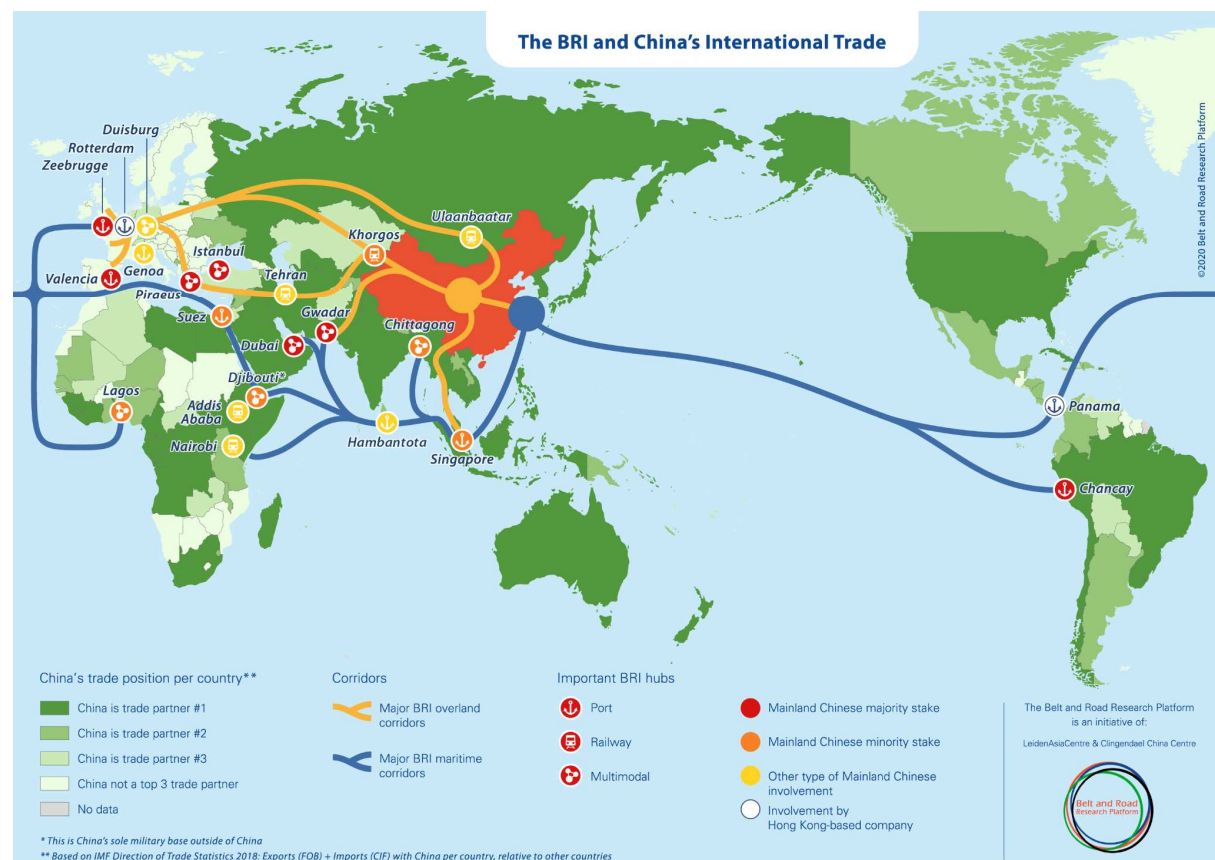 The BRI and China's International Trade
Duisburg
Rotterdam
Zeebrugge
Ulaanbaatar
Khorgos
Istanbul
Genoa
Valencia
Tehran
Piraeus
Gwadar
Suez
Chittagong
Dubai
Djibouti*
Lagos
Addis
Ababa
Nairobi
Hambantota
Singapore
Panama
Chancay
©2020 Belt and Road Research Platform
China's trade position per country**
China is trade partner #1
China is trade partner #2
China is trade partner #3
China not a top 3 trade partner
No data
Corridors
Major BRI overland
corridors
Major BRI maritime
corridors
Important BRI hubs
Port
Railway
Multimodal
Mainland Chinese majority stake
Mainland Chinese minority stake
Other type of Mainland Chinese
involvement
Involvement by
Hong Kong-based company
The Belt and Road Research Platform
is an initiative of:
LeidenAsiaCentre & Clingendael China Centre
Belt and Road
Research Platform
* This is China's sole military base outside of China
** Based on IMF Direction of Trade Statistics 2018: Exports (FOB) + Imports (CIF) with China per country, relative to other countries